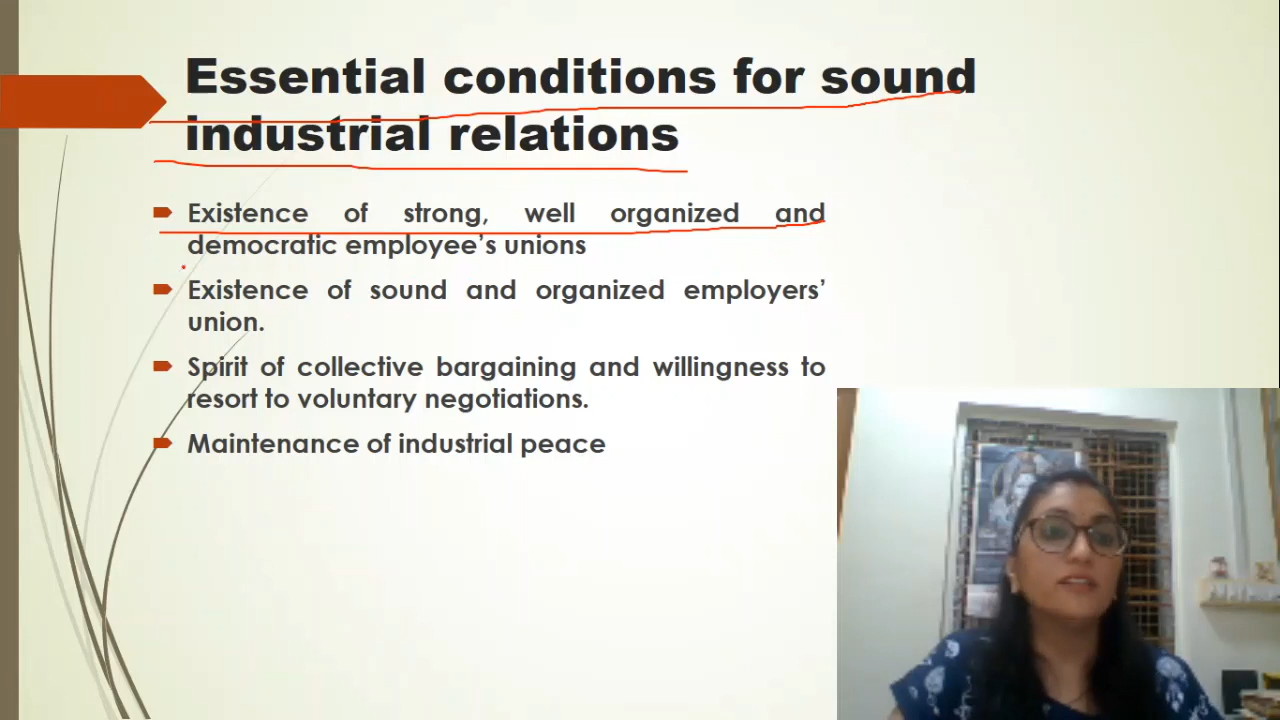 Essential conditions for sound
industrial relations
Existence of strong, well organized and
democratic employee’s unions
Existence of sound and organized employers’
union.
Spirit of collective bargaining and willingness to
resort to voluntary negotiations.
Maintenance of industrial peace